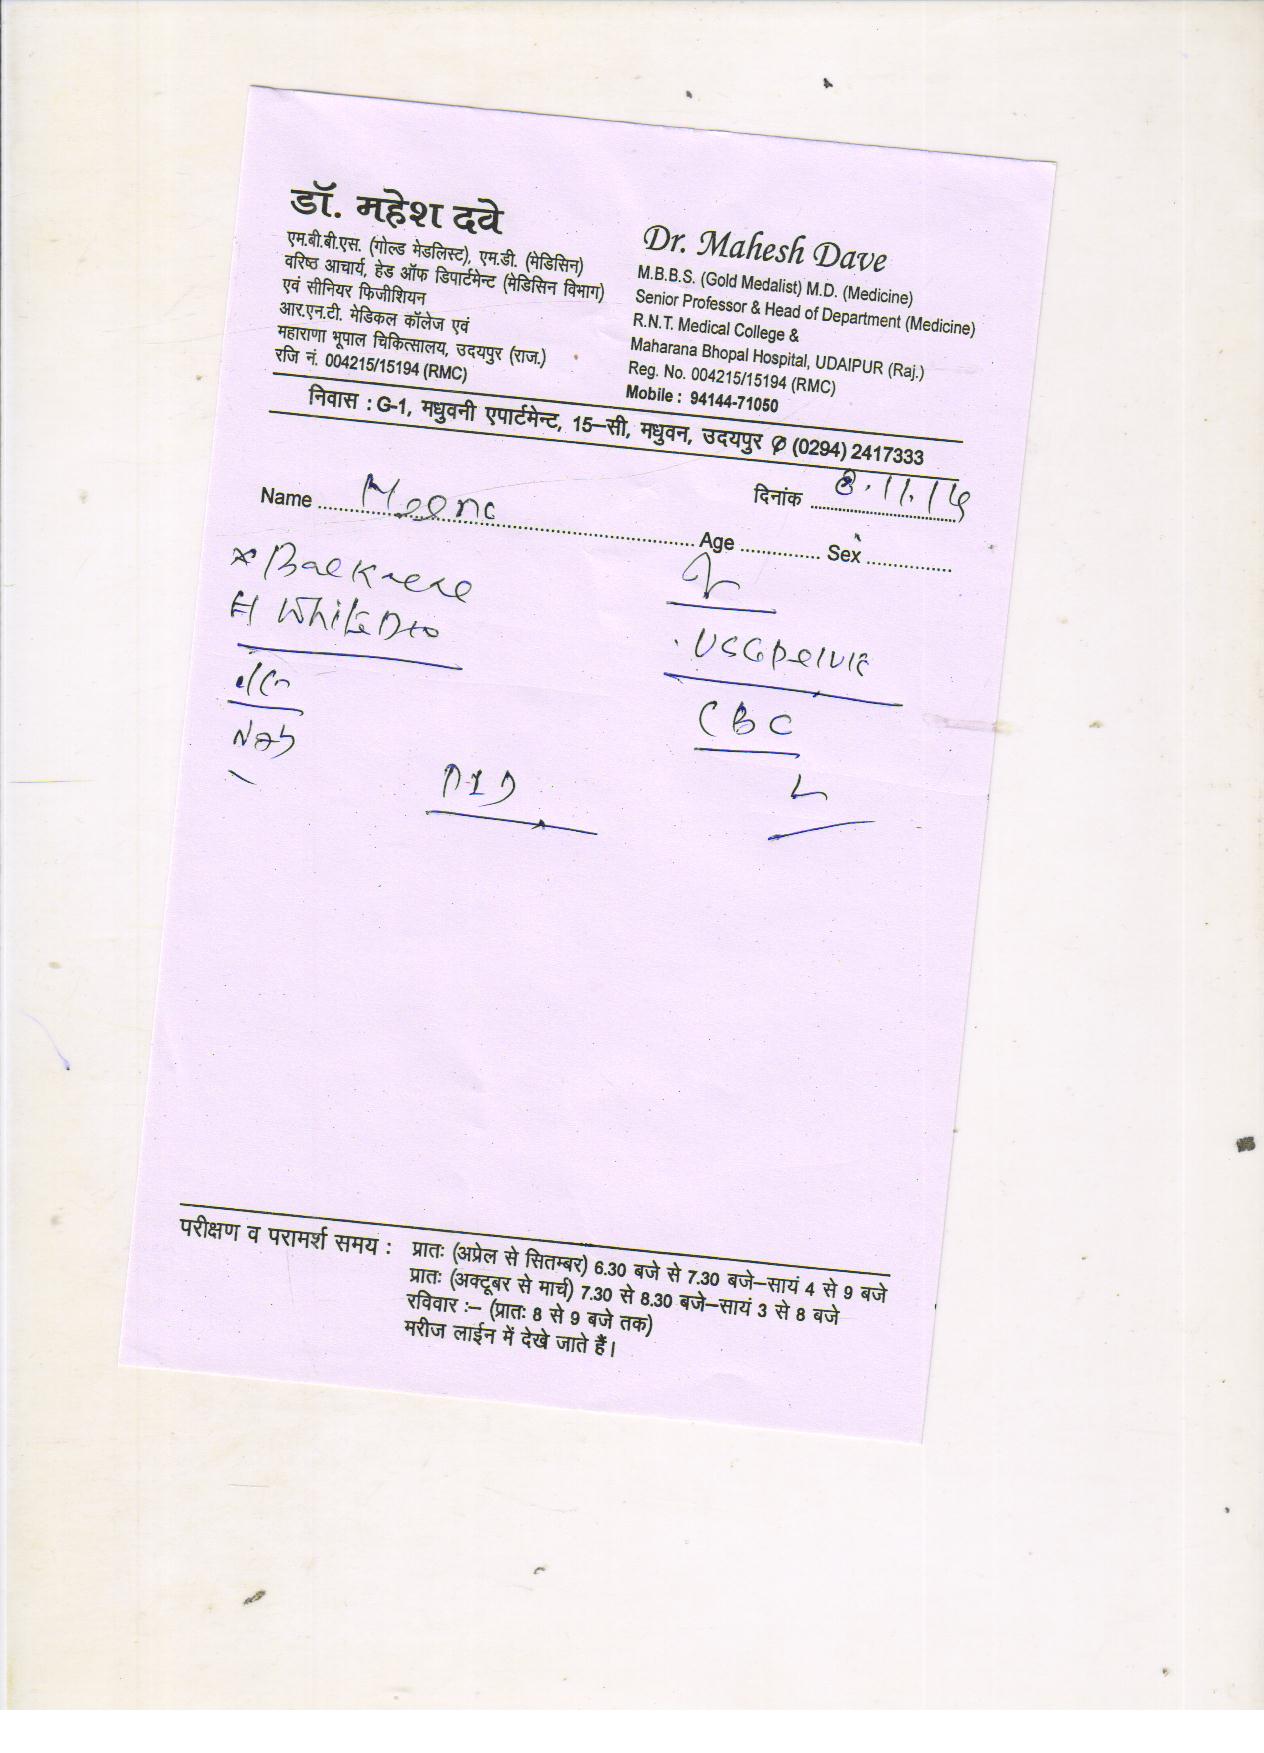 डॉ. महेश दवे
एम.बी.बी.एस. (गोल्ड मेडलिस्ट), एम.डी. (मेडिसिन)
वरिष्ठ आचार्य, हेड ऑफ डिपार्टमेन्ट (मेडिसिन विभाग)
एवं सीनियर फिजीशियन
आर.एन.टी. मेडिकल कॉलेज एवं
महाराणा भूपाल चिकित्सालय, उदयपुर (राज.)
रजि नं. 004215/15194 (RMC)
Dr. Mahesh Dave
M.B.B.S. (Gold Medalist) M.D. (Medicine)
Senior Professor & Head of Department (Medicine)
R.N.T. Medical College &
Maharana Bhopal Hospital, UDAIPUR (Raj.)
Reg. No. 004215/15194 (RMC)
Mobile : 94144-71050
निवास : G-1, मधुवनी एपार्टमेन्ट, 15–सी, मधुवन, उदयपुर ✆ (0294) 2417333
दिनांक
Name Meena Age Sex
White
USG Pelvis
CBC
PID
परीक्षण व परामर्श समय : प्रातः (अप्रेल से सितम्बर) 6.30 बजे से 7.30 बजे–सायं 4 से 9 बजे
प्रातः (अक्टूबर से मार्च) 7.30 से 8.30 बजे–सायं 3 से 8 बजे
रविवार :– (प्रातः 8 से 9 बजे तक)
मरीज लाईन में देखे जाते हैं।